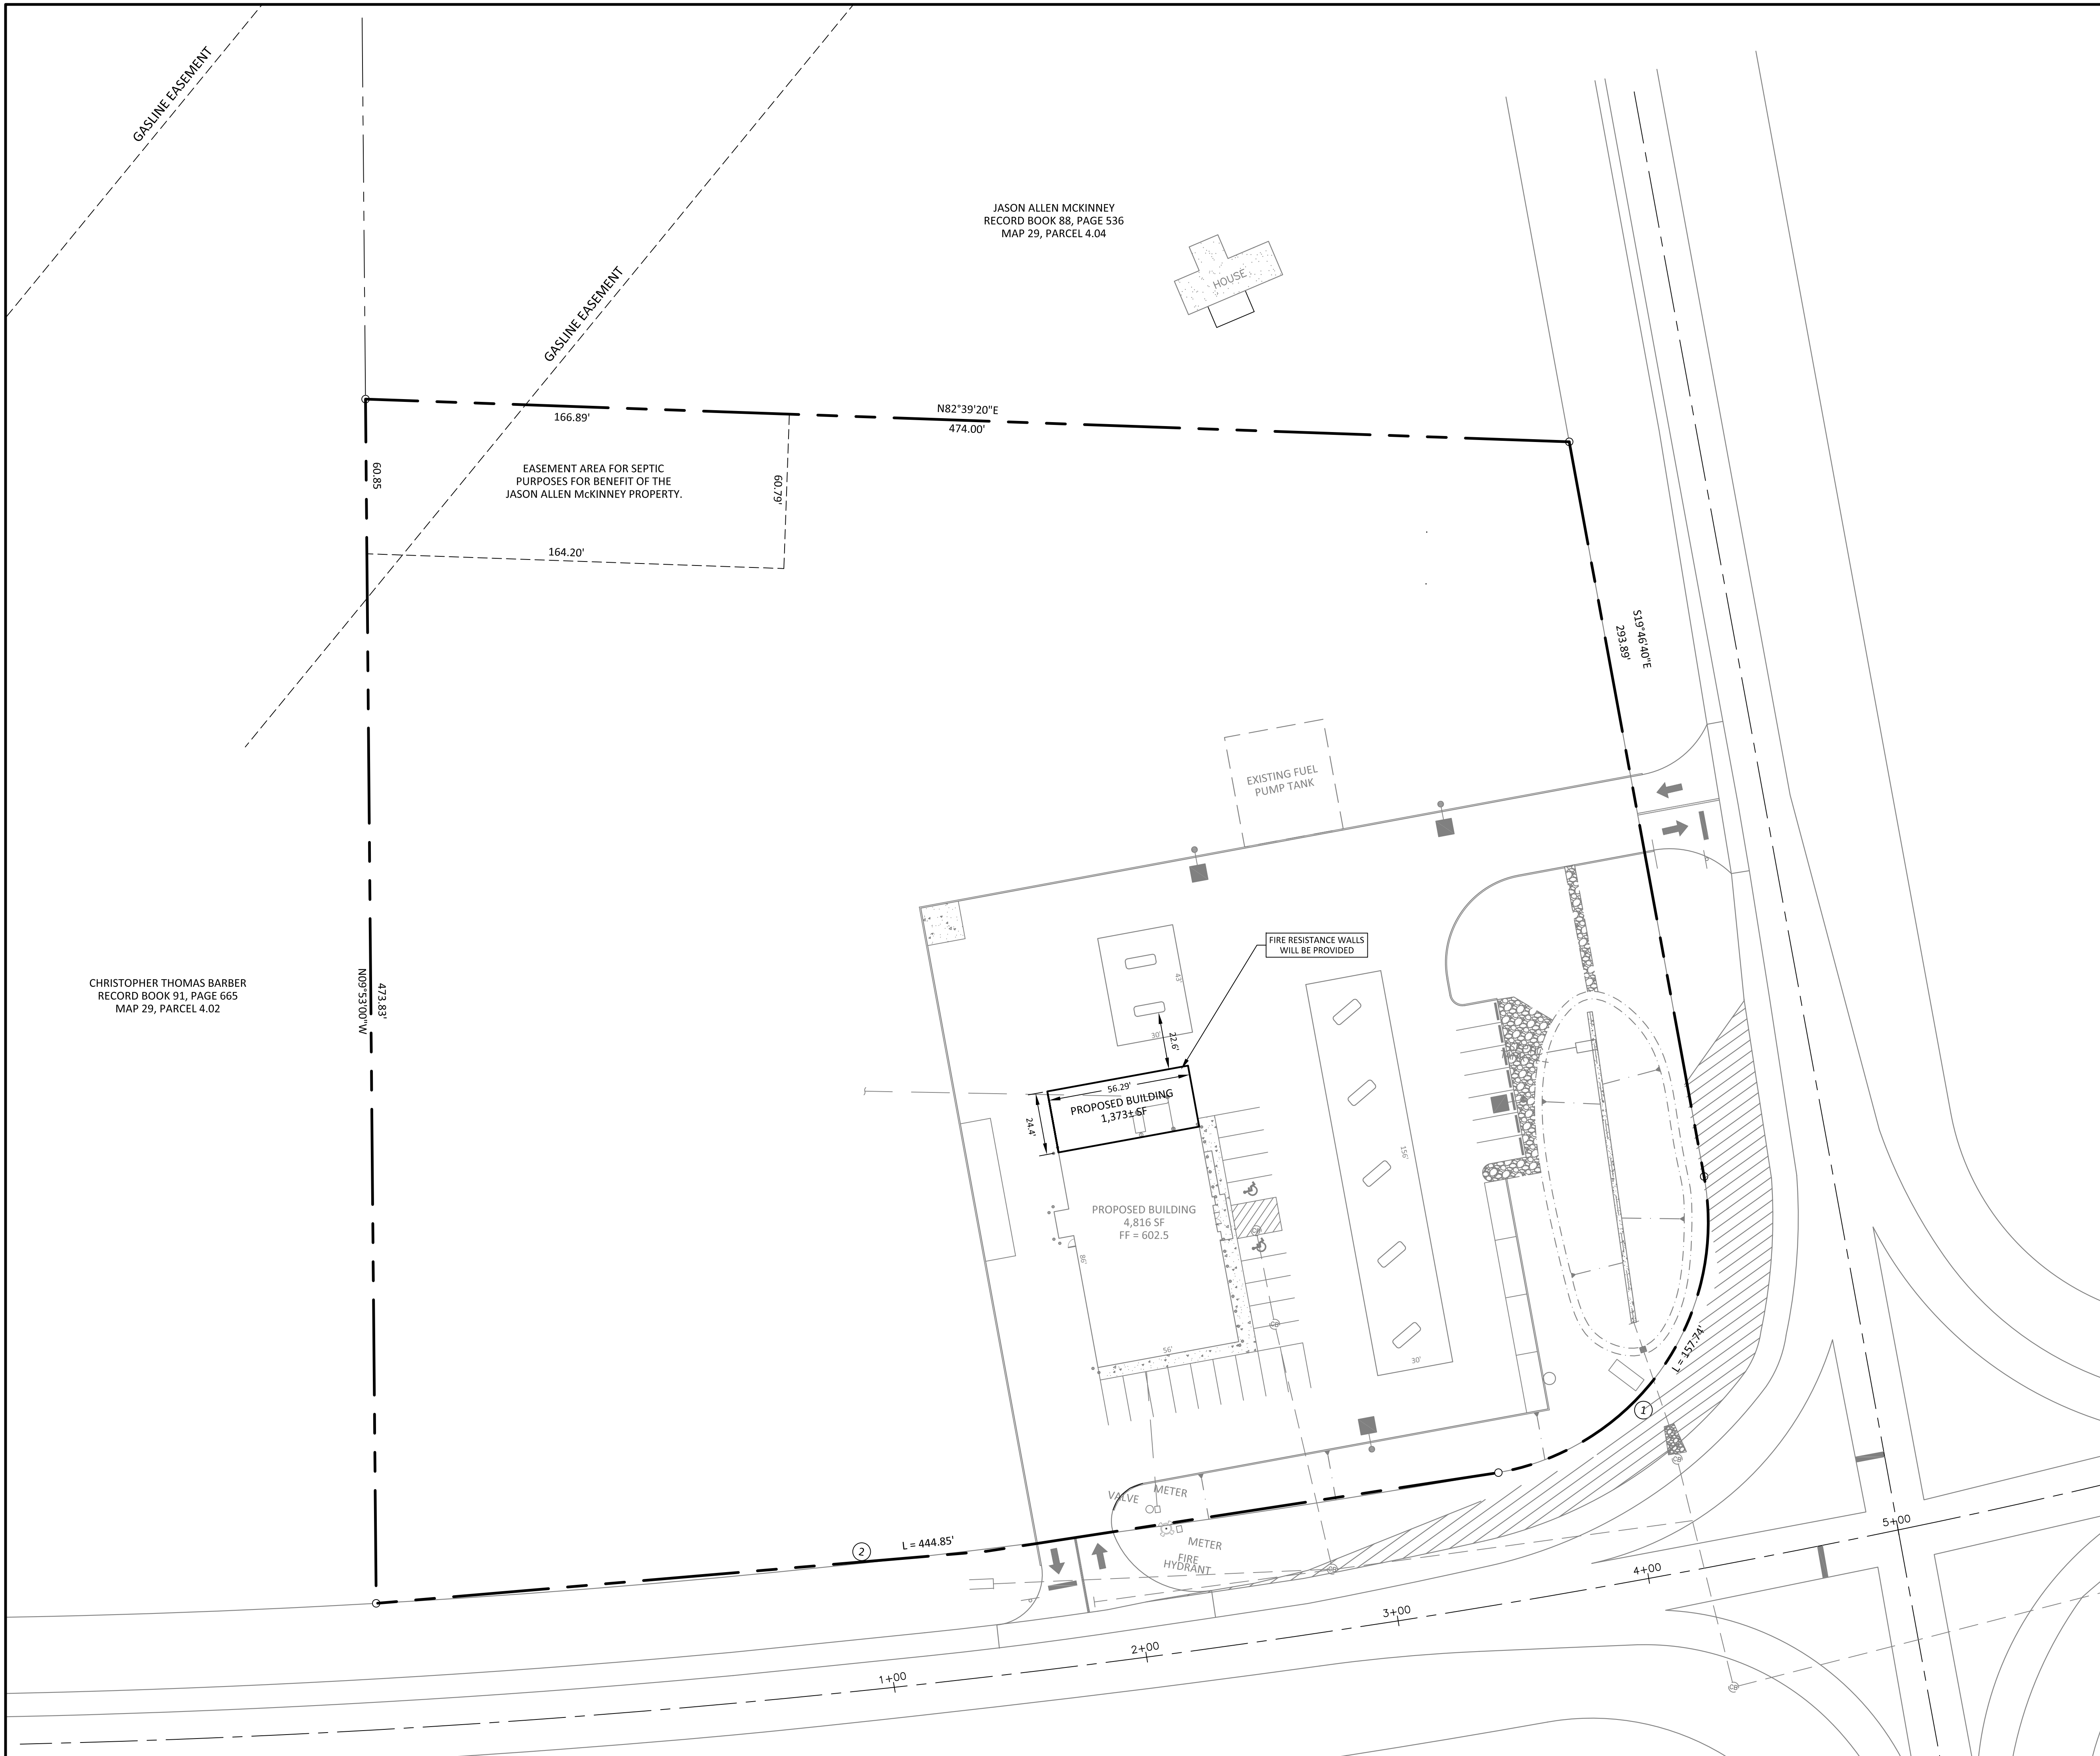 GASLINE EASEMENT
JASON ALLEN MCKINNEY
RECORD BOOK 88, PAGE 536
MAP 29, PARCEL 4.04
HOUSE
GASLINE EASEMENT
N82°39'20"E
474.00'
166.89'
60.85
EASEMENT AREA FOR SEPTIC
PURPOSES FOR BENEFIT OF THE
JASON ALLEN McKINNEY PROPERTY.
60.79'
164.20'
S19°46'40"E
293.89'
EXISTING FUEL
PUMP TANK
FIRE RESISTANCE WALLS
WILL BE PROVIDED
CHRISTOPHER THOMAS BARBER
RECORD BOOK 91, PAGE 665
MAP 29, PARCEL 4.02
N09°53'00"W
473.83'
43'
30'
22.6'
56.29'
PROPOSED BUILDING
1,373± SF
24.4'
156'
PROPOSED BUILDING
4,816 SF
FF = 602.5
86'
56'
30'
L = 157.74'
1
VALVE
METER
METER
FIRE
HYDRANT
2
L = 444.85'
1+00
2+00
3+00
4+00
5+00